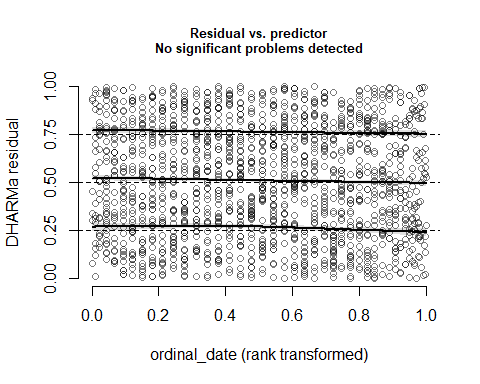 Residual vs. predictor
No significant problems detected
1.00
0.75
0.50
0.25
0.00
DHARMa residual
0.0 0.2 0.4 0.6 0.8 1.0
ordinal_date (rank transformed)